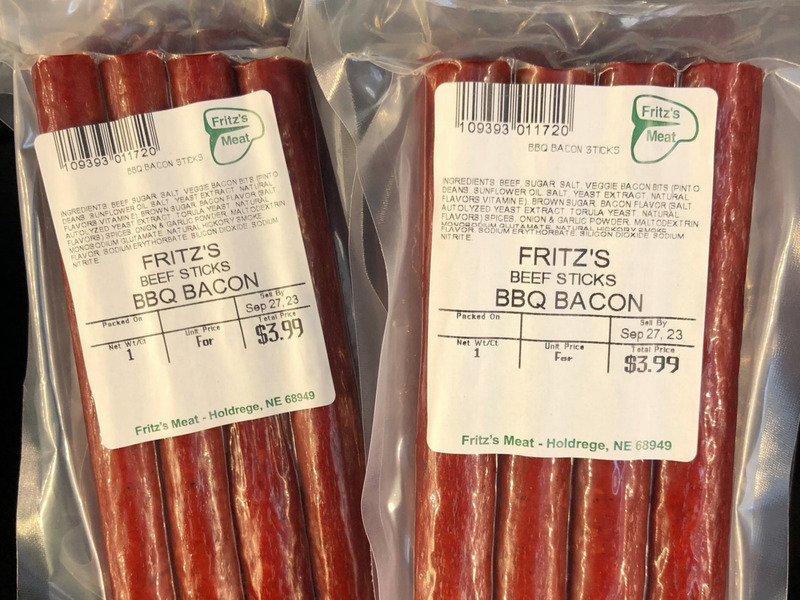 109393 011720
Fritz's
Meat
BBQ BACON STICKS
INGREDIENTS: BEEF, SUGAR, SALT, VEGGIE BACON BITS (PINTO
DEANS, SUNFLOWER OIL, SALT, YEAST EXTRACT, NATURAL
FLAVORS VITAMIN E), BROWN SUGAR, BACON FLAVOR (SALT,
AUTOLYZED YEAST EXTRACT, TORULA YEAST, NATURAL
FLAVORS) SPICES, ONION & GARLIC POWDER, MALTODEXTRIN
MONOSODIUM GLUTAMATE, NATURAL HICKORY SMOKE
FLAVOR, SODIUM ERYTHORBATE, SILICON DIOXIDE, SODIUM
NITRITE.
FRITZ'S
BEEF STICKS
BBQ BACON
Packed On
Sell By
Sep 27, 23
Net Wt/Ct
1
Unit Price
For
Total Price
$3.99
Fritz's Meat - Holdrege, NE 68949
109393 011720
Fritz's
Meat
BBQ BACON STICKS
INGREDIENTS: BEEF, SUGAR, SALT, VEGGIE BACON BITS (PINTO
DEANS, SUNFLOWER OIL, SALT, YEAST EXTRACT, NATURAL
FLAVORS VITAMIN E), BROWN SUGAR, BACON FLAVOR (SALT,
AUTOLYZED YEAST EXTRACT, TORULA YEAST, NATURAL
FLAVORS) SPICES, ONION & GARLIC POWDER, MALTODEXTRIN
MONOSODIUM GLUTAMATE, NATURAL HICKORY SMOKE
FLAVOR, SODIUM ERYTHORBATE, SILICON DIOXIDE, SODIUM
NITRITE.
FRITZ'S
BEEF STICKS
BBQ BACON
Packed On
Sell By
Sep 27, 23
Net Wt/Ct
1
Unit Price
For
Total Price
$3.99
Fritz's Meat - Holdrege, NE 68949